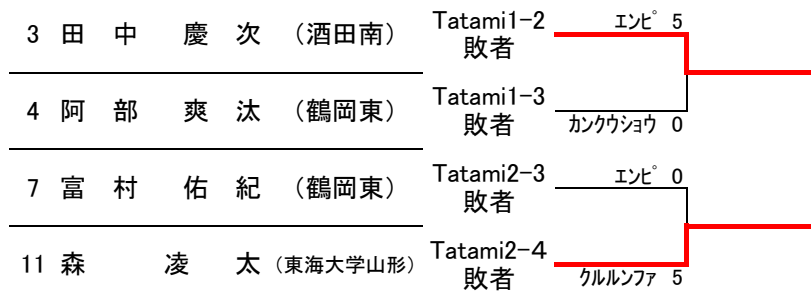 3 田 中 慶 次 （酒田南） Tatami1-2 敗者 エンピ 5
4 阿 部 爽 汰 （鶴岡東） Tatami1-3 敗者 カンクウショウ 0
7 富 村 佑 紀 （鶴岡東） Tatami2-3 敗者 エンピ 0
11 森 凌 太 （東海大学山形） Tatami2-4 敗者 クルルンファ 5